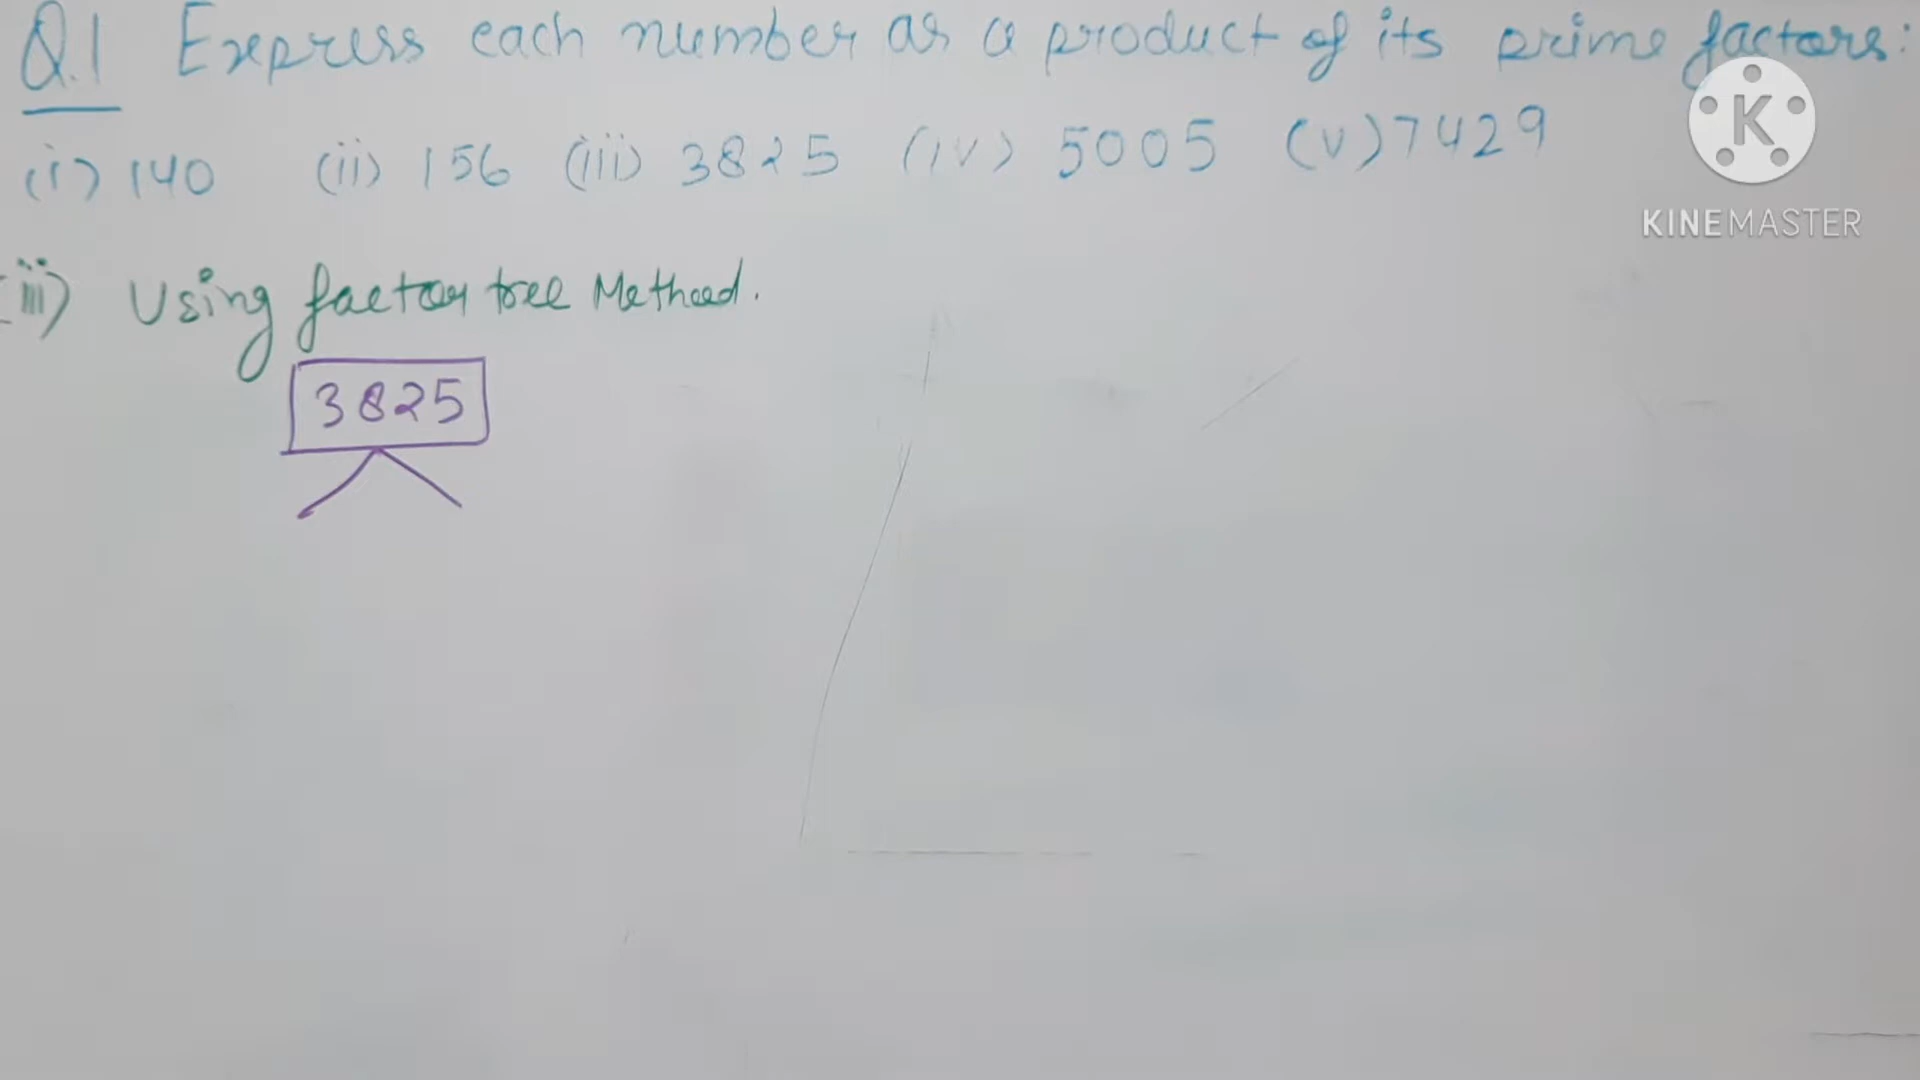 Q.1 Express each number as a product of its prime factors:
(i) 140 (ii) 156 (iii) 3825 (iv) 5005 (v) 7429
K
KINEMASTER
(iii) Using factor tree Method.
3825